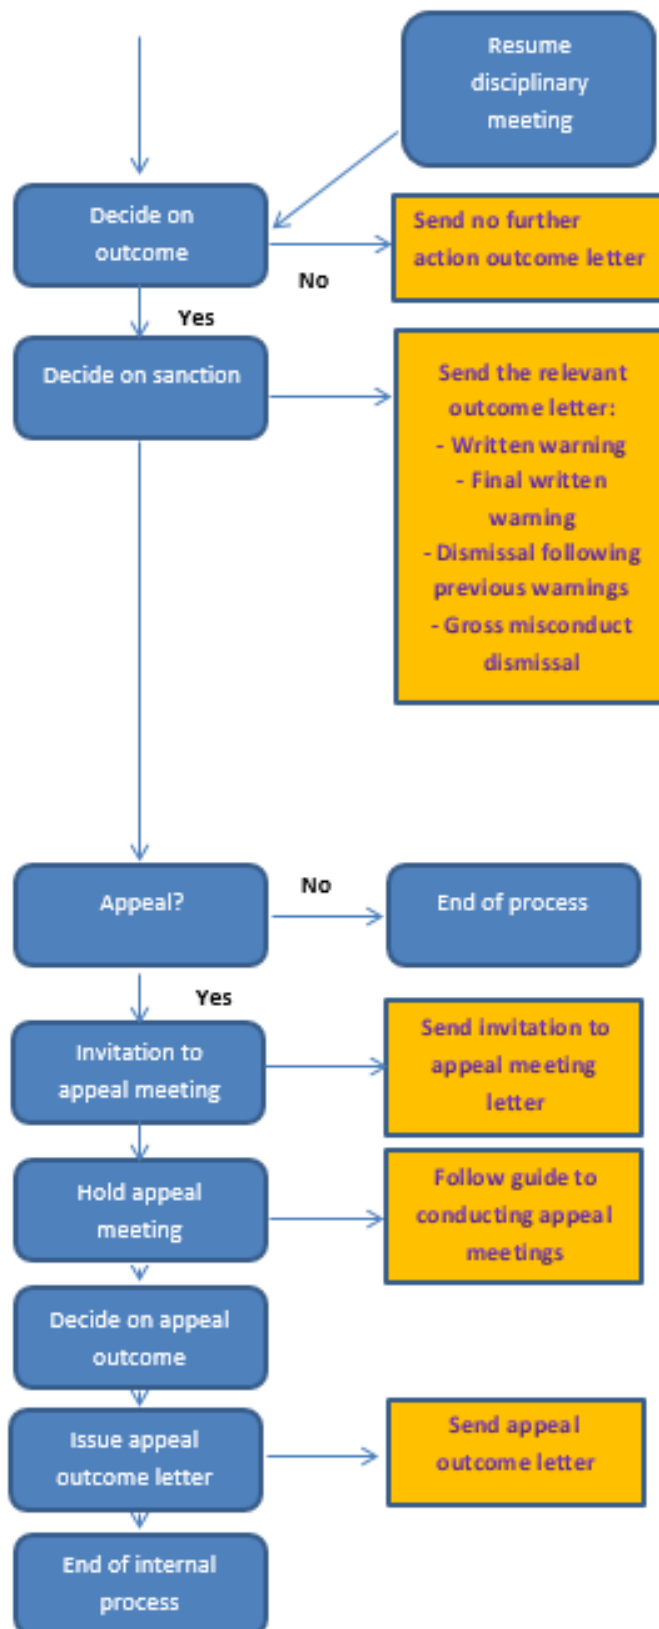 Resume
disciplinary
meeting
Decide on
outcome
Send no further
action outcome letter
No
Yes
Decide on sanction
Send the relevant
outcome letter:
- Written warning
- Final written
warning
- Dismissal following
previous warnings
- Gross misconduct
dismissal
Appeal?
No
End of process
Yes
Invitation to
appeal meeting
Send invitation to
appeal meeting
letter
Hold appeal
meeting
Follow guide to
conducting appeal
meetings
Decide on appeal
outcome
Issue appeal
outcome letter
Send appeal
outcome letter
End of internal
process